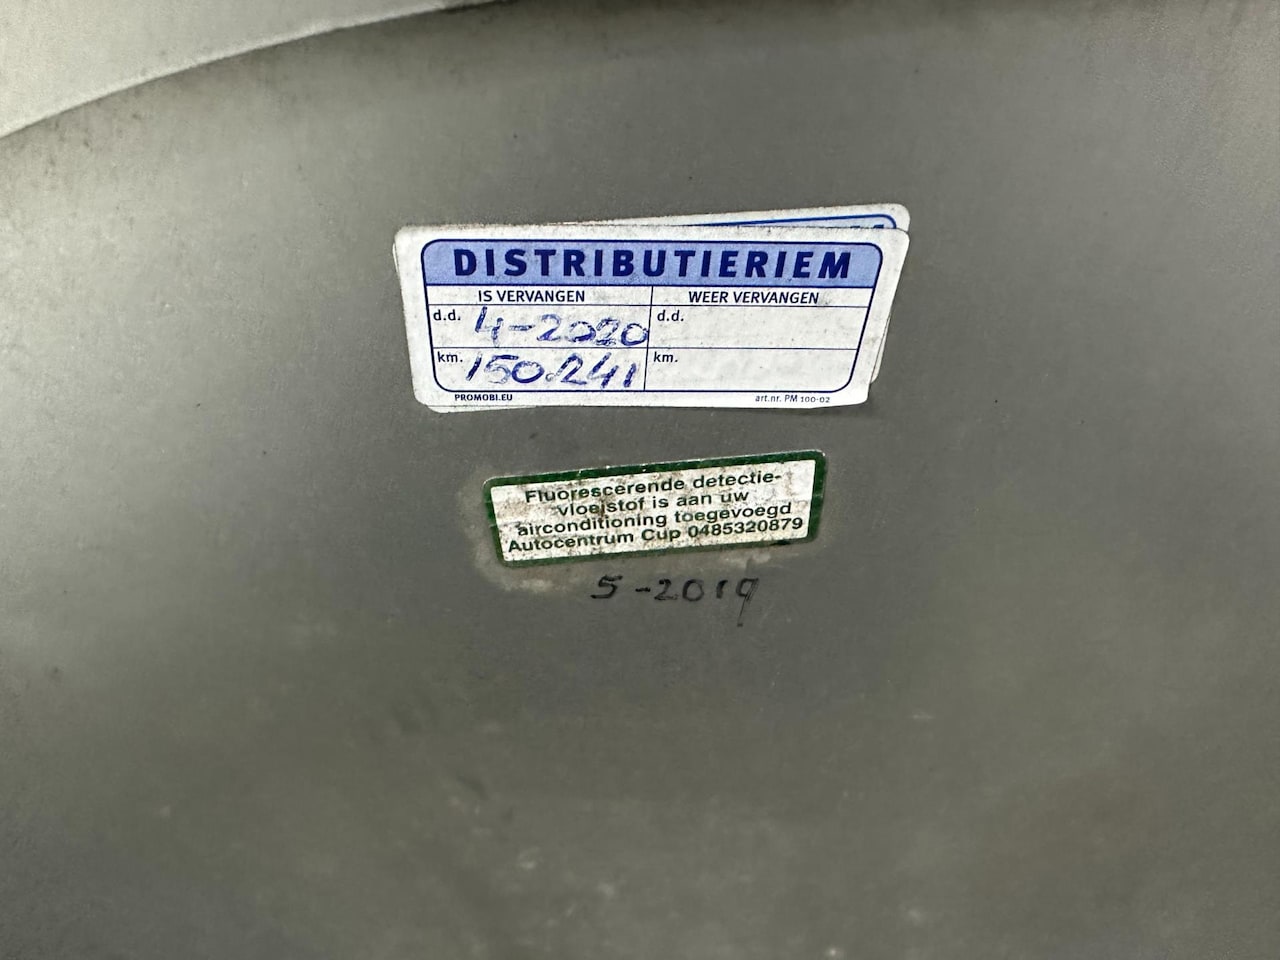 DISTRIBUTIERIEM
IS VERVANGEN
WEER VERVANGEN
d.d. 4-2020
d.d.
km. 150.241
km.
PROMOBI.EU
art.nr. PM 100-02
Fluorescerende detectie-
vloeistof is aan uw
airconditioning toegevoegd
Autocentrum Cup 0485320879
5-2019